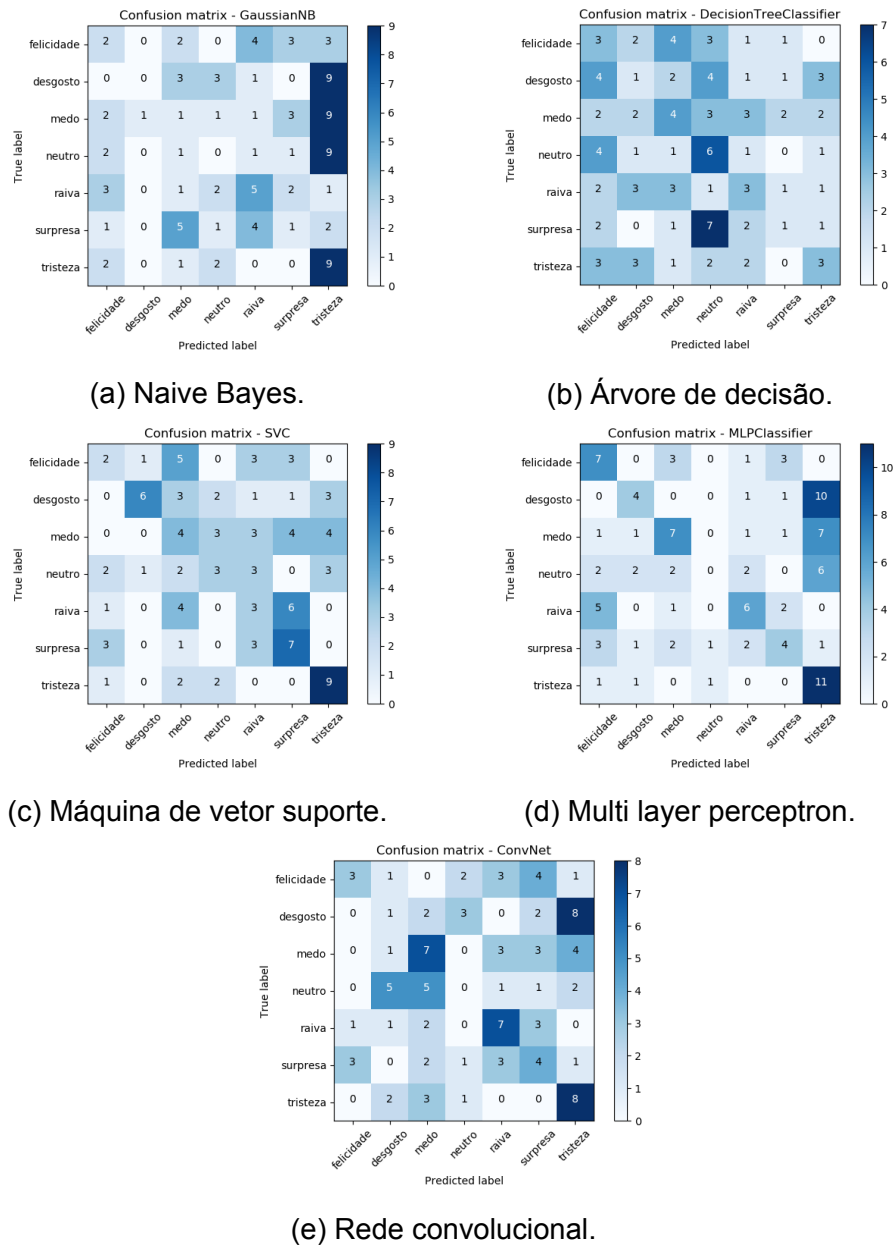 Confusion matrix - GaussianNB
True label
felicidade 2 0 2 0 4 3 3
desgosto 0 0 3 3 1 0 9
medo 2 1 1 1 1 3 9
neutro 2 0 1 0 1 1 9
raiva 3 0 1 2 5 2 1
surpresa 1 0 5 1 4 1 2
tristeza 2 0 1 2 0 0 9
felicidade desgosto medo neutro raiva surpresa tristeza
Predicted label
9
8
7
6
5
4
3
2
1
0
(a) Naive Bayes.
Confusion matrix - DecisionTreeClassifier
True label
felicidade 3 2 4 3 1 1 0
desgosto 4 1 2 4 1 1 3
medo 2 2 4 3 3 2 2
neutro 4 1 1 6 1 0 1
raiva 2 3 3 1 3 1 1
surpresa 2 0 1 7 2 1 1
tristeza 3 3 1 2 2 0 3
felicidade desgosto medo neutro raiva surpresa tristeza
Predicted label
7
6
5
4
3
2
1
0
(b) Árvore de decisão.
Confusion matrix - SVC
True label
felicidade 2 1 5 0 3 3 0
desgosto 0 6 3 2 1 1 3
medo 0 0 4 3 3 4 4
neutro 2 1 2 3 3 0 3
raiva 1 0 4 0 3 6 0
surpresa 3 0 1 0 3 7 0
tristeza 1 0 2 2 0 0 9
felicidade desgosto medo neutro raiva surpresa tristeza
Predicted label
9
8
7
6
5
4
3
2
1
0
(c) Máquina de vetor suporte.
Confusion matrix - MLPClassifier
True label
felicidade 7 0 3 0 1 3 0
desgosto 0 4 0 0 1 1 10
medo 1 1 7 0 1 1 7
neutro 2 2 2 0 2 0 6
raiva 5 0 1 0 6 2 0
surpresa 3 1 2 1 2 4 1
tristeza 1 1 0 1 0 0 11
felicidade desgosto medo neutro raiva surpresa tristeza
Predicted label
10
8
6
4
2
0
(d) Multi layer perceptron.
Confusion matrix - ConvNet
True label
felicidade 3 1 0 2 3 4 1
desgosto 0 1 2 3 0 2 8
medo 0 1 7 0 3 3 4
neutro 0 5 5 0 1 1 2
raiva 1 1 2 0 7 3 0
surpresa 3 0 2 1 3 4 1
tristeza 0 2 3 1 0 0 8
felicidade desgosto medo neutro raiva surpresa tristeza
Predicted label
8
7
6
5
4
3
2
1
0
(e) Rede convolucional.